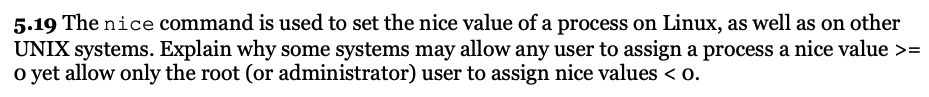 5.19 The nice command is used to set the nice value of a process on Linux, as well as on other
UNIX systems. Explain why some systems may allow any user to assign a process a nice value >=
0 yet allow only the root (or administrator) user to assign nice values < 0.